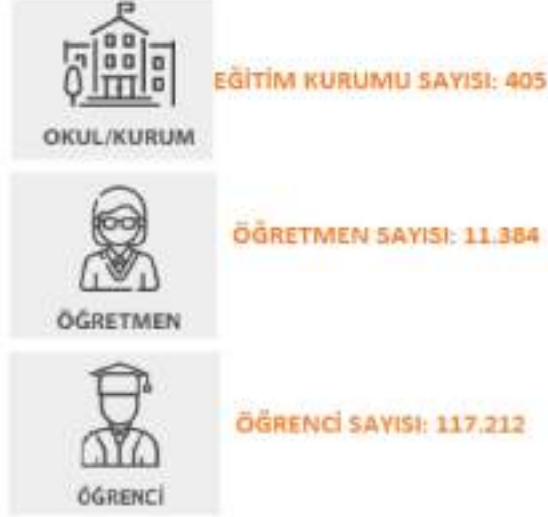 EĞİTİM KURUMU SAYISI: 405
OKUL/KURUM
ÖĞRETMEN SAYISI: 11.384
ÖĞRETMEN
ÖĞRENCİ SAYISI: 117.212
ÖĞRENCİ